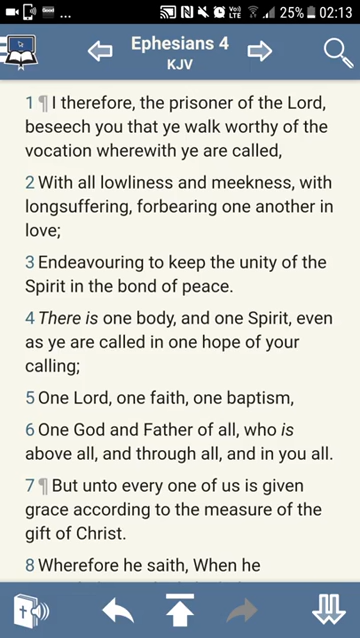 ... 25% 02:13
Ephesians 4
KJV
1 ¶ I therefore, the prisoner of the Lord,
beseech you that ye walk worthy of the
vocation wherewith ye are called,
2 With all lowliness and meekness, with
longsuffering, forbearing one another in
love;
3 Endeavouring to keep the unity of the
Spirit in the bond of peace.
4 There is one body, and one Spirit, even
as ye are called in one hope of your
calling;
5 One Lord, one faith, one baptism,
6 One God and Father of all, who is
above all, and through all, and in you all.
7 ¶ But unto every one of us is given
grace according to the measure of the
gift of Christ.
8 Wherefore he saith, When he